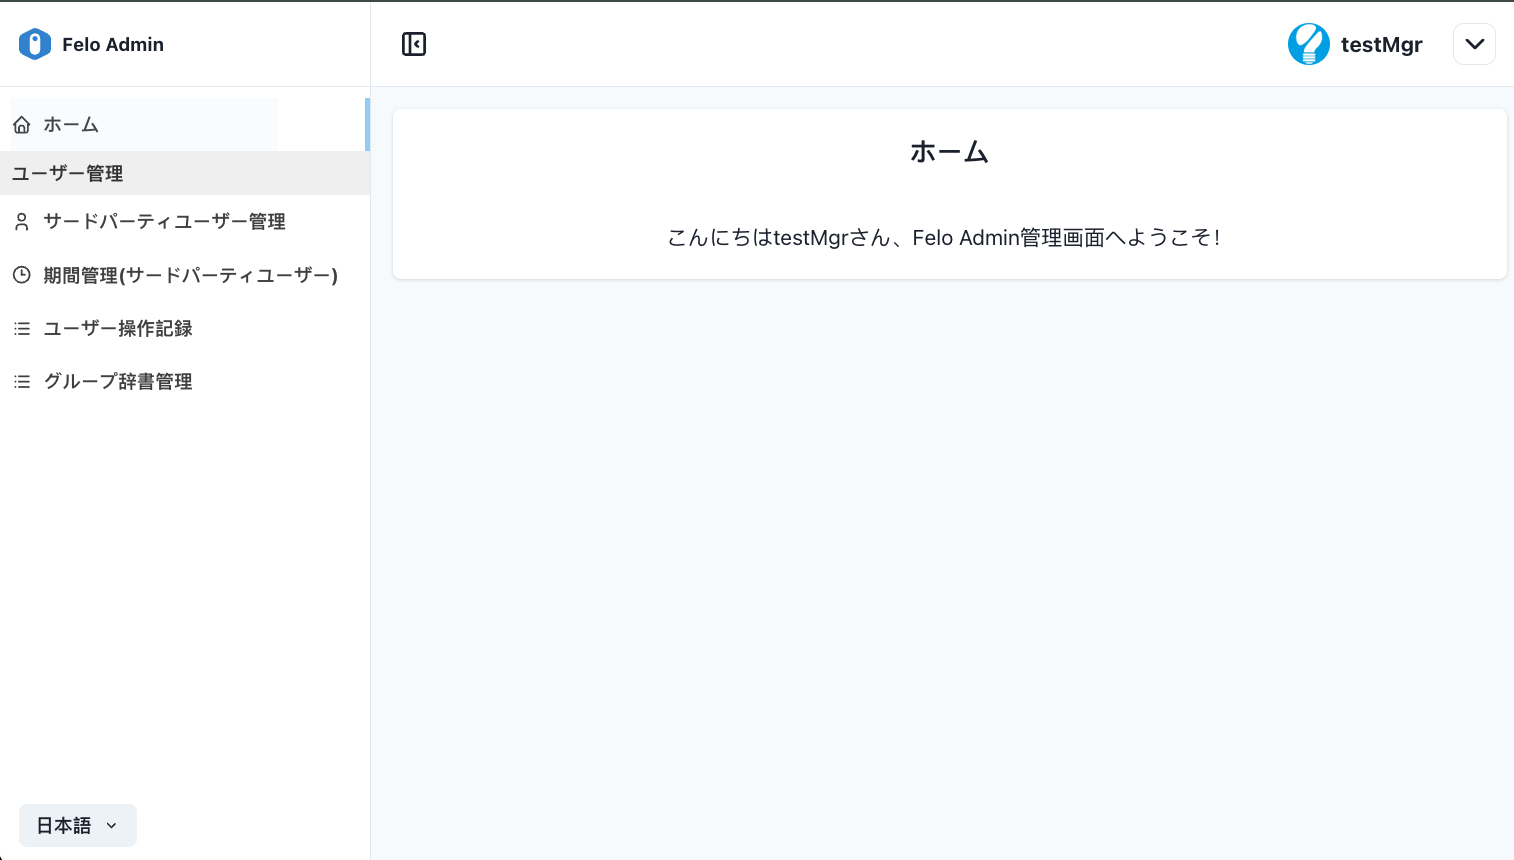 Felo Admin
testMgr
ホーム
ユーザー管理
サードパーティユーザー管理
期間管理(サードパーティユーザー)
ユーザー操作記録
グループ辞書管理
日本語
ホーム
こんにちはtestMgrさん、Felo Admin管理画面へようこそ！